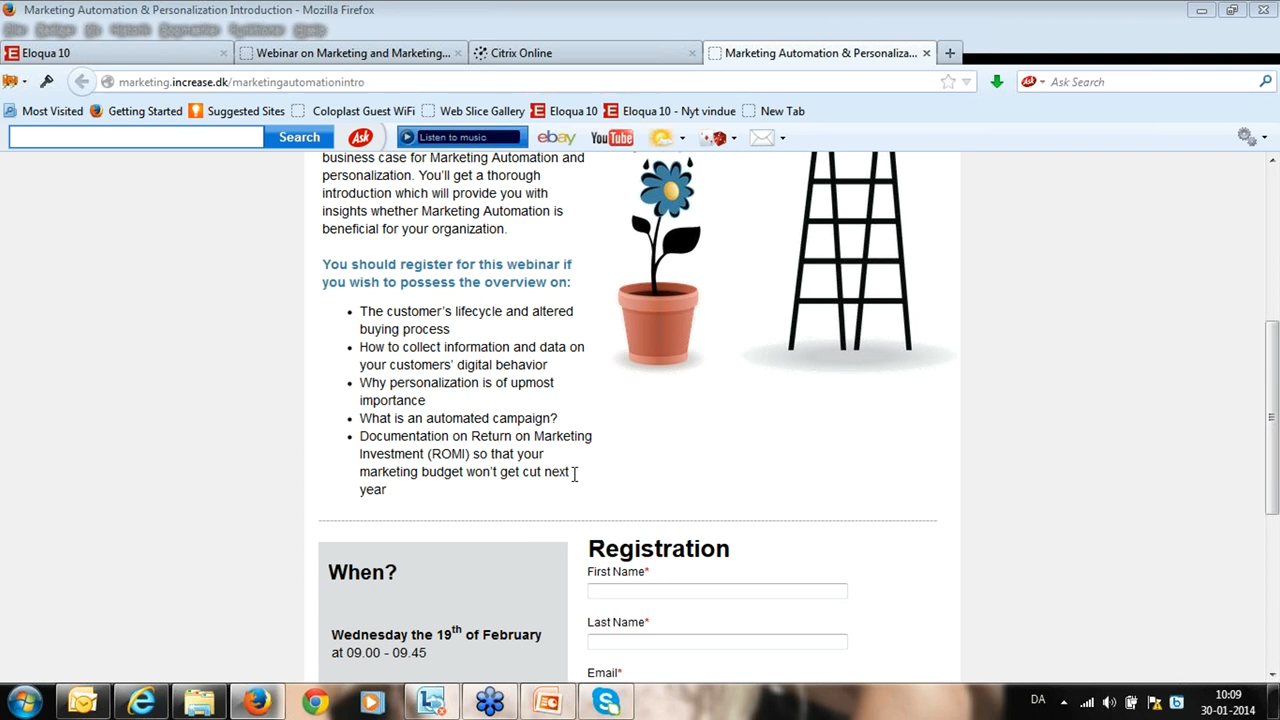 Marketing Automation & Personalization Introduction - Mozilla Firefox
Eloqua 10
Webinar on Marketing and Marketing...
Citrix Online
Marketing Automation & Personaliza...
marketing.increase.dk/marketingautomationintro
Ask Search
Most Visited
Getting Started
Suggested Sites
Coloplast Guest WiFi
Web Slice Gallery
Eloqua 10
Eloqua 10 - Nyt vindue
New Tab
Search
Ask
Listen to music
ebay
YouTube
business case for Marketing Automation and
personalization. You'll get a thorough
introduction which will provide you with
insights whether Marketing Automation is
beneficial for your organization.
You should register for this webinar if
you wish to possess the overview on:
• The customer's lifecycle and altered
buying process
• How to collect information and data on
your customers' digital behavior
• Why personalization is of upmost
importance
• What is an automated campaign?
• Documentation on Return on Marketing
Investment (ROMI) so that your
marketing budget won't get cut next
year
When?
Wednesday the 19th of February
at 09.00 - 09.45
Registration
First Name*
Last Name*
Email*
DA
10:09
30-01-2014